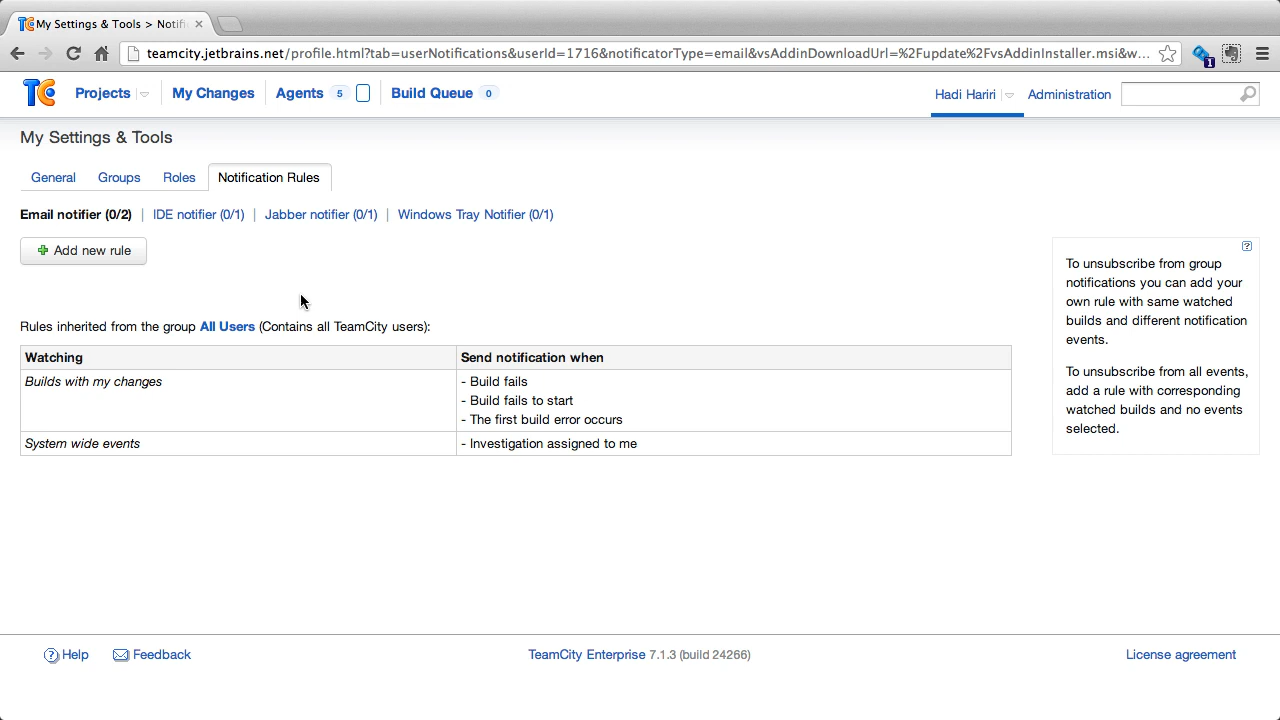 My Settings & Tools > Notifi
teamcity.jetbrains.net/profile.html?tab=userNotifications&userId=1716&notificatorType=email&vsAddinDownloadUrl=%2Fupdate%2FvsAddinInstaller.msi&w...
1
TC Projects My Changes Agents 5 Build Queue 0 Hadi Hariri Administration
My Settings & Tools
General Groups Roles Notification Rules
Email notifier (0/2) | IDE notifier (0/1) | Jabber notifier (0/1) | Windows Tray Notifier (0/1)
Add new rule
Rules inherited from the group All Users (Contains all TeamCity users):
Watching Send notification when
Builds with my changes - Build fails
- Build fails to start
- The first build error occurs
System wide events - Investigation assigned to me
?
To unsubscribe from group
notifications you can add your
own rule with same watched
builds and different notification
events.
To unsubscribe from all events,
add a rule with corresponding
watched builds and no events
selected.
? Help Feedback TeamCity Enterprise 7.1.3 (build 24266) License agreement